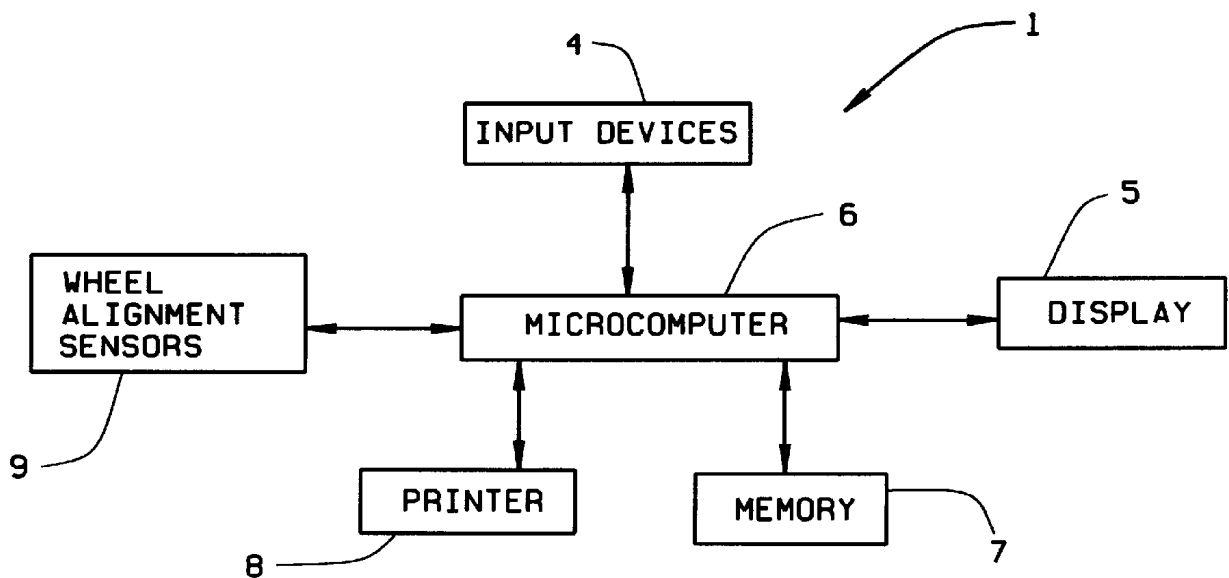 1
4
INPUT DEVICES
6
5
WHEEL
ALIGNMENT
SENSORS
MICROCOMPUTER
DISPLAY
9
PRINTER
MEMORY
8
7